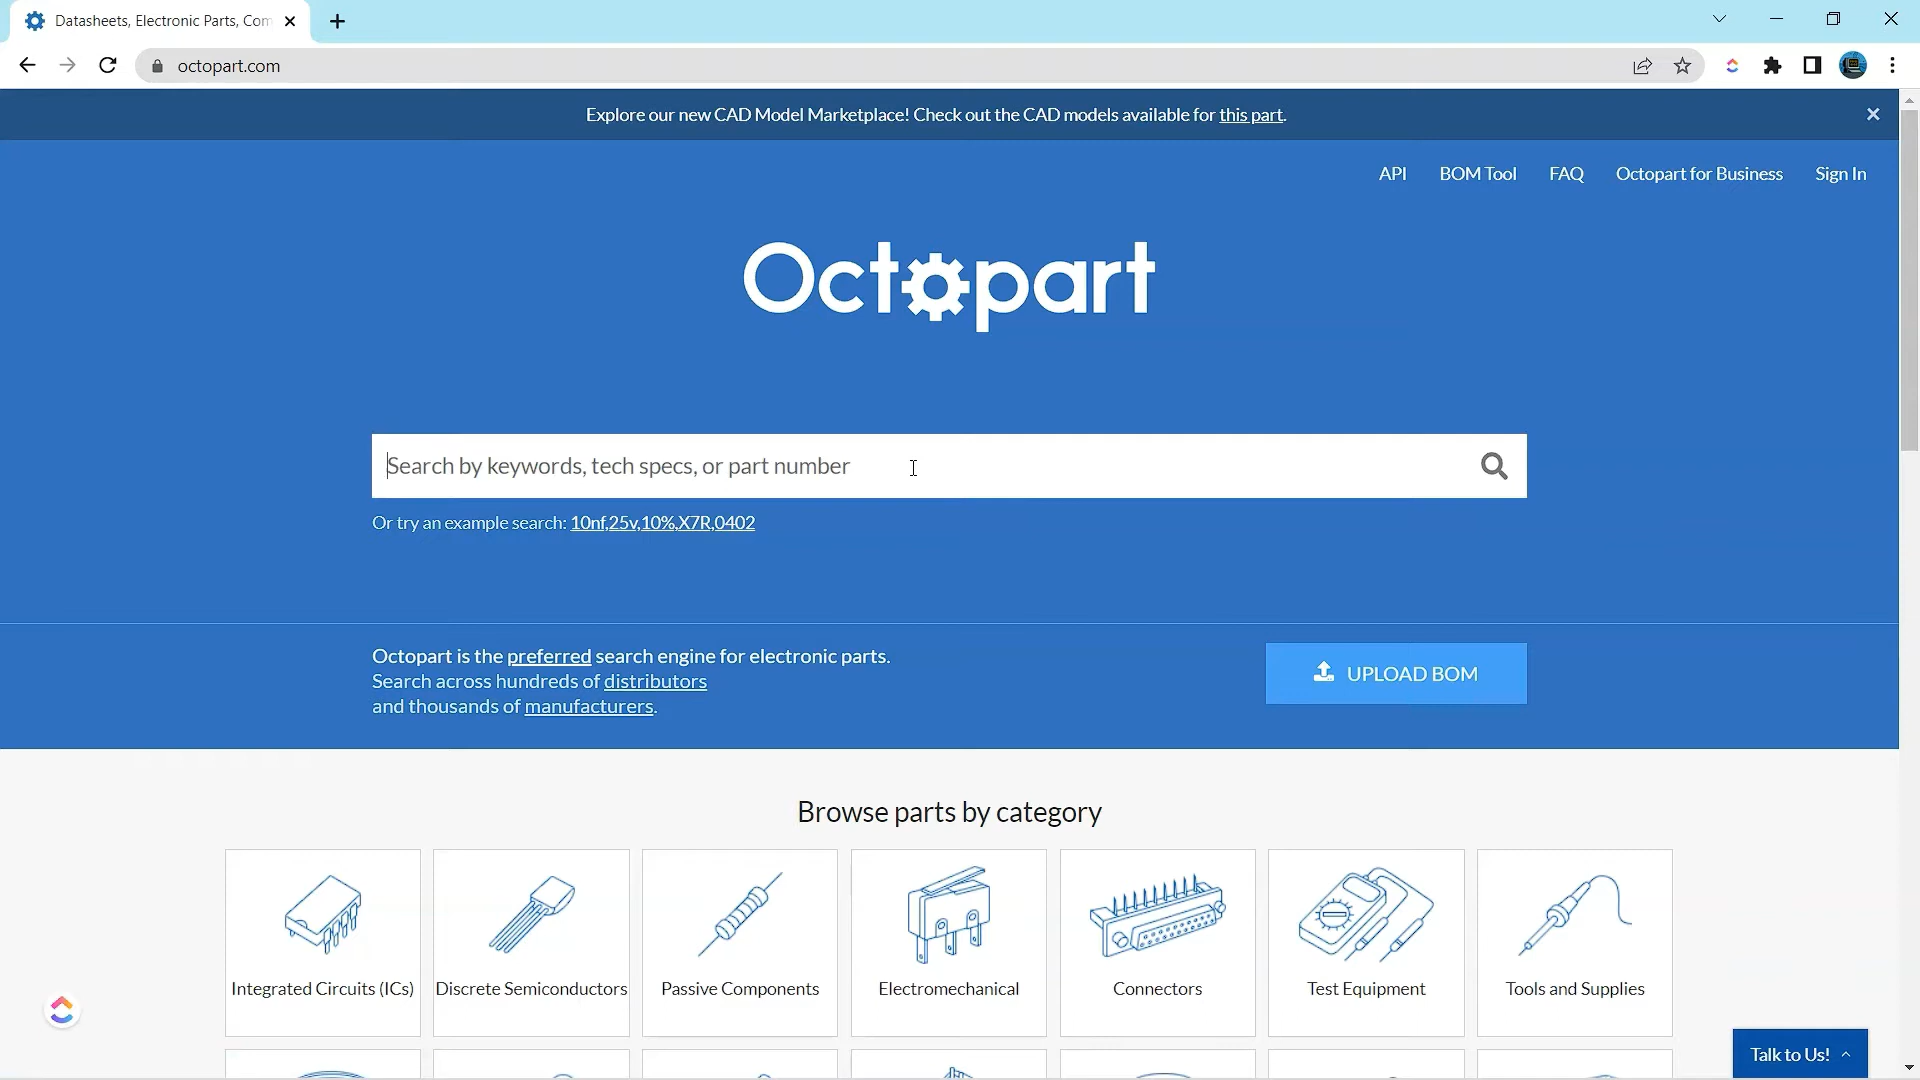 Datasheets, Electronic Parts, Com
octopart.com
Explore our new CAD Model Marketplace! Check out the CAD models available for this part.
API BOM Tool FAQ Octopart for Business Sign In
Octopart
Search by keywords, tech specs, or part number
Or try an example search: 10nf,25v,10%,X7R,0402
Octopart is the preferred search engine for electronic parts.
Search across hundreds of distributors
and thousands of manufacturers.
UPLOAD BOM
Browse parts by category
Integrated Circuits (ICs) Discrete Semiconductors Passive Components Electromechanical Connectors Test Equipment Tools and Supplies
Talk to Us!